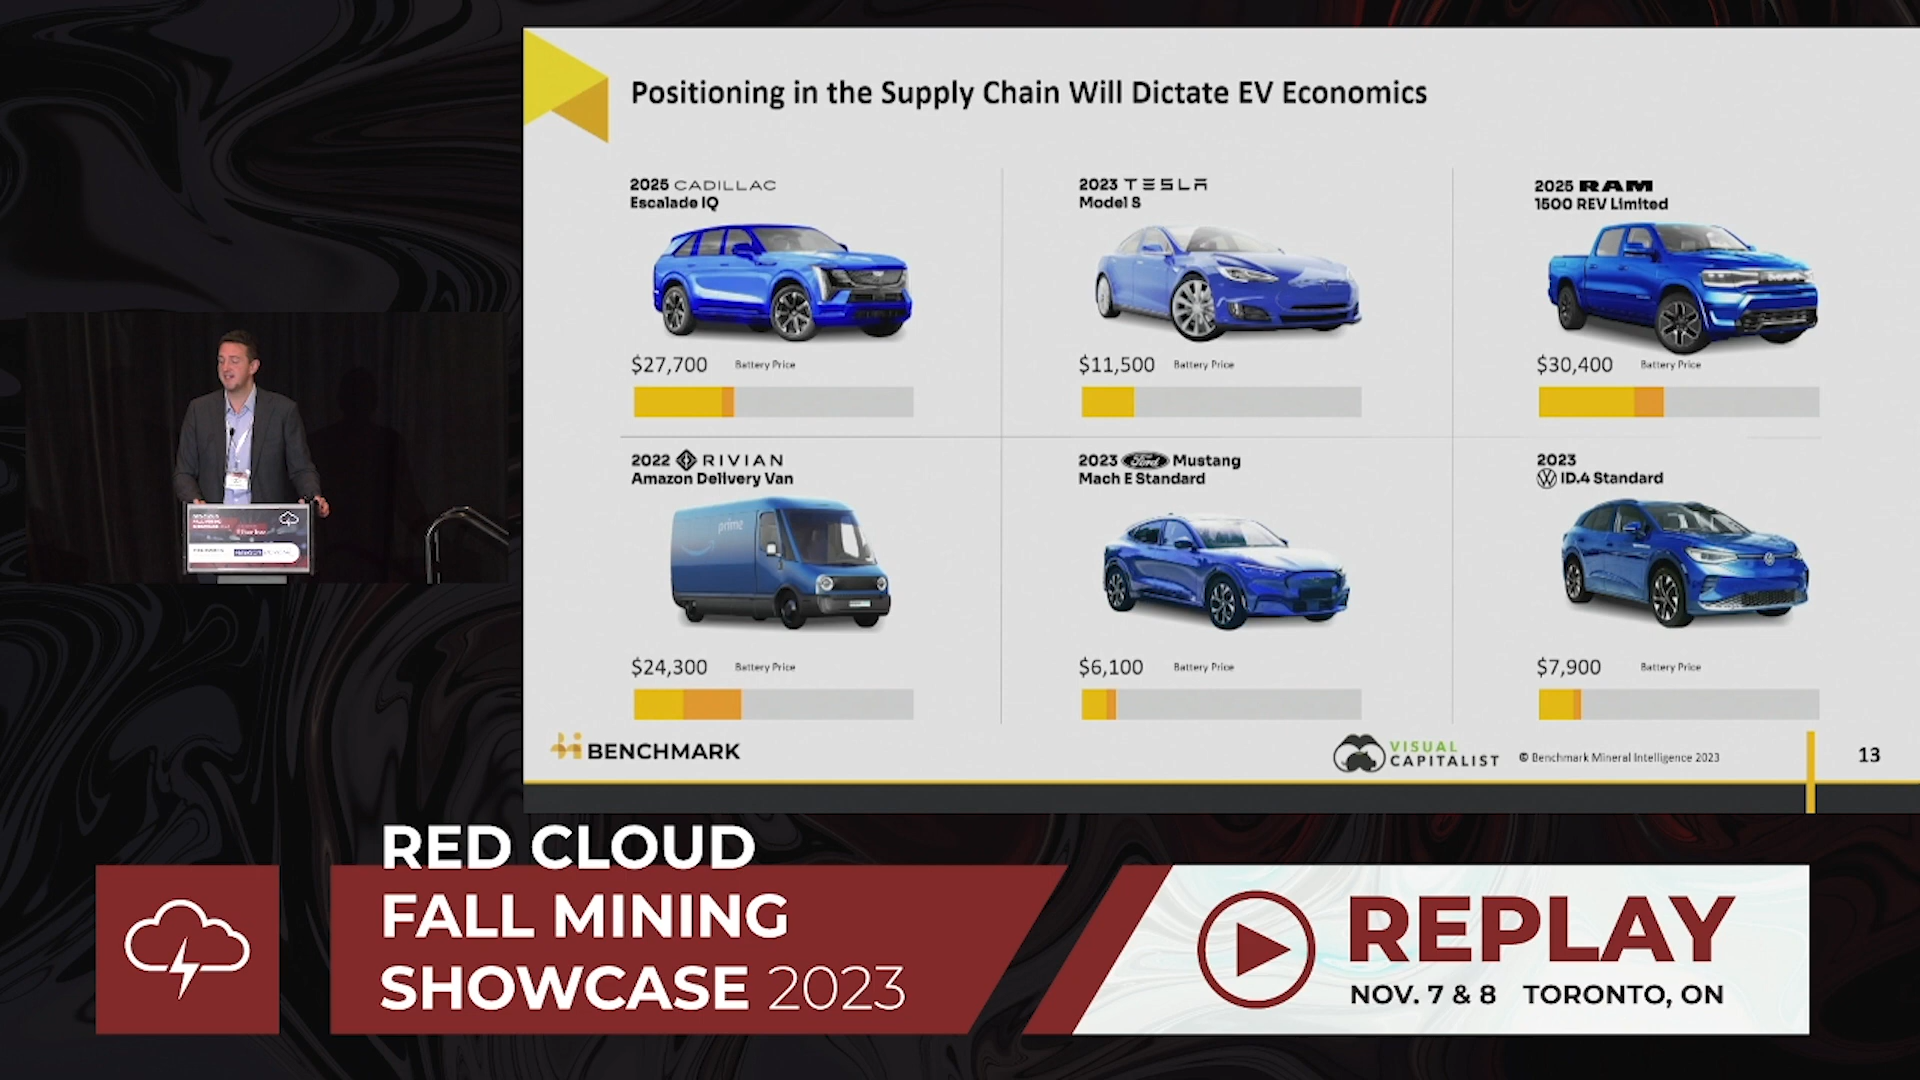 Positioning in the Supply Chain Will Dictate EV Economics
2025 CADILLAC
Escalade IQ
$27,700 Battery Price
2023 TESLA
Model S
$11,500 Battery Price
2025 RAM
1500 REV Limited
$30,400 Battery Price
2022 RIVIAN
Amazon Delivery Van
prime
$24,300 Battery Price
2023 Ford Mustang
Mach E Standard
$6,100 Battery Price
2023
ID.4 Standard
$7,900 Battery Price
BENCHMARK
VISUAL
CAPITALIST
© Benchmark Mineral Intelligence 2023
13
FALL MINING
SHOWCASE
RED CLOUD
FALL MINING
SHOWCASE 2023
REPLAY
NOV. 7 & 8 TORONTO, ON